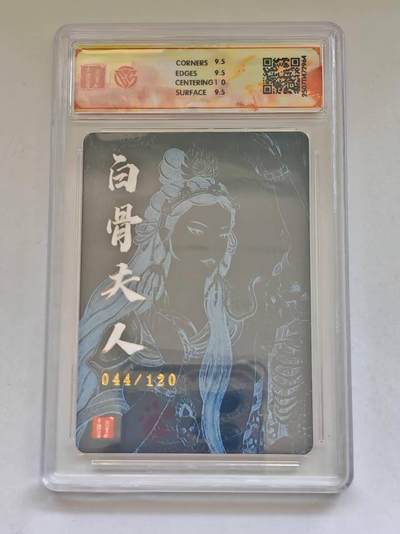 CORNERS 9.5
EDGES 9.5
CENTERING 10
SURFACE 9.5
白骨夫人
044/120